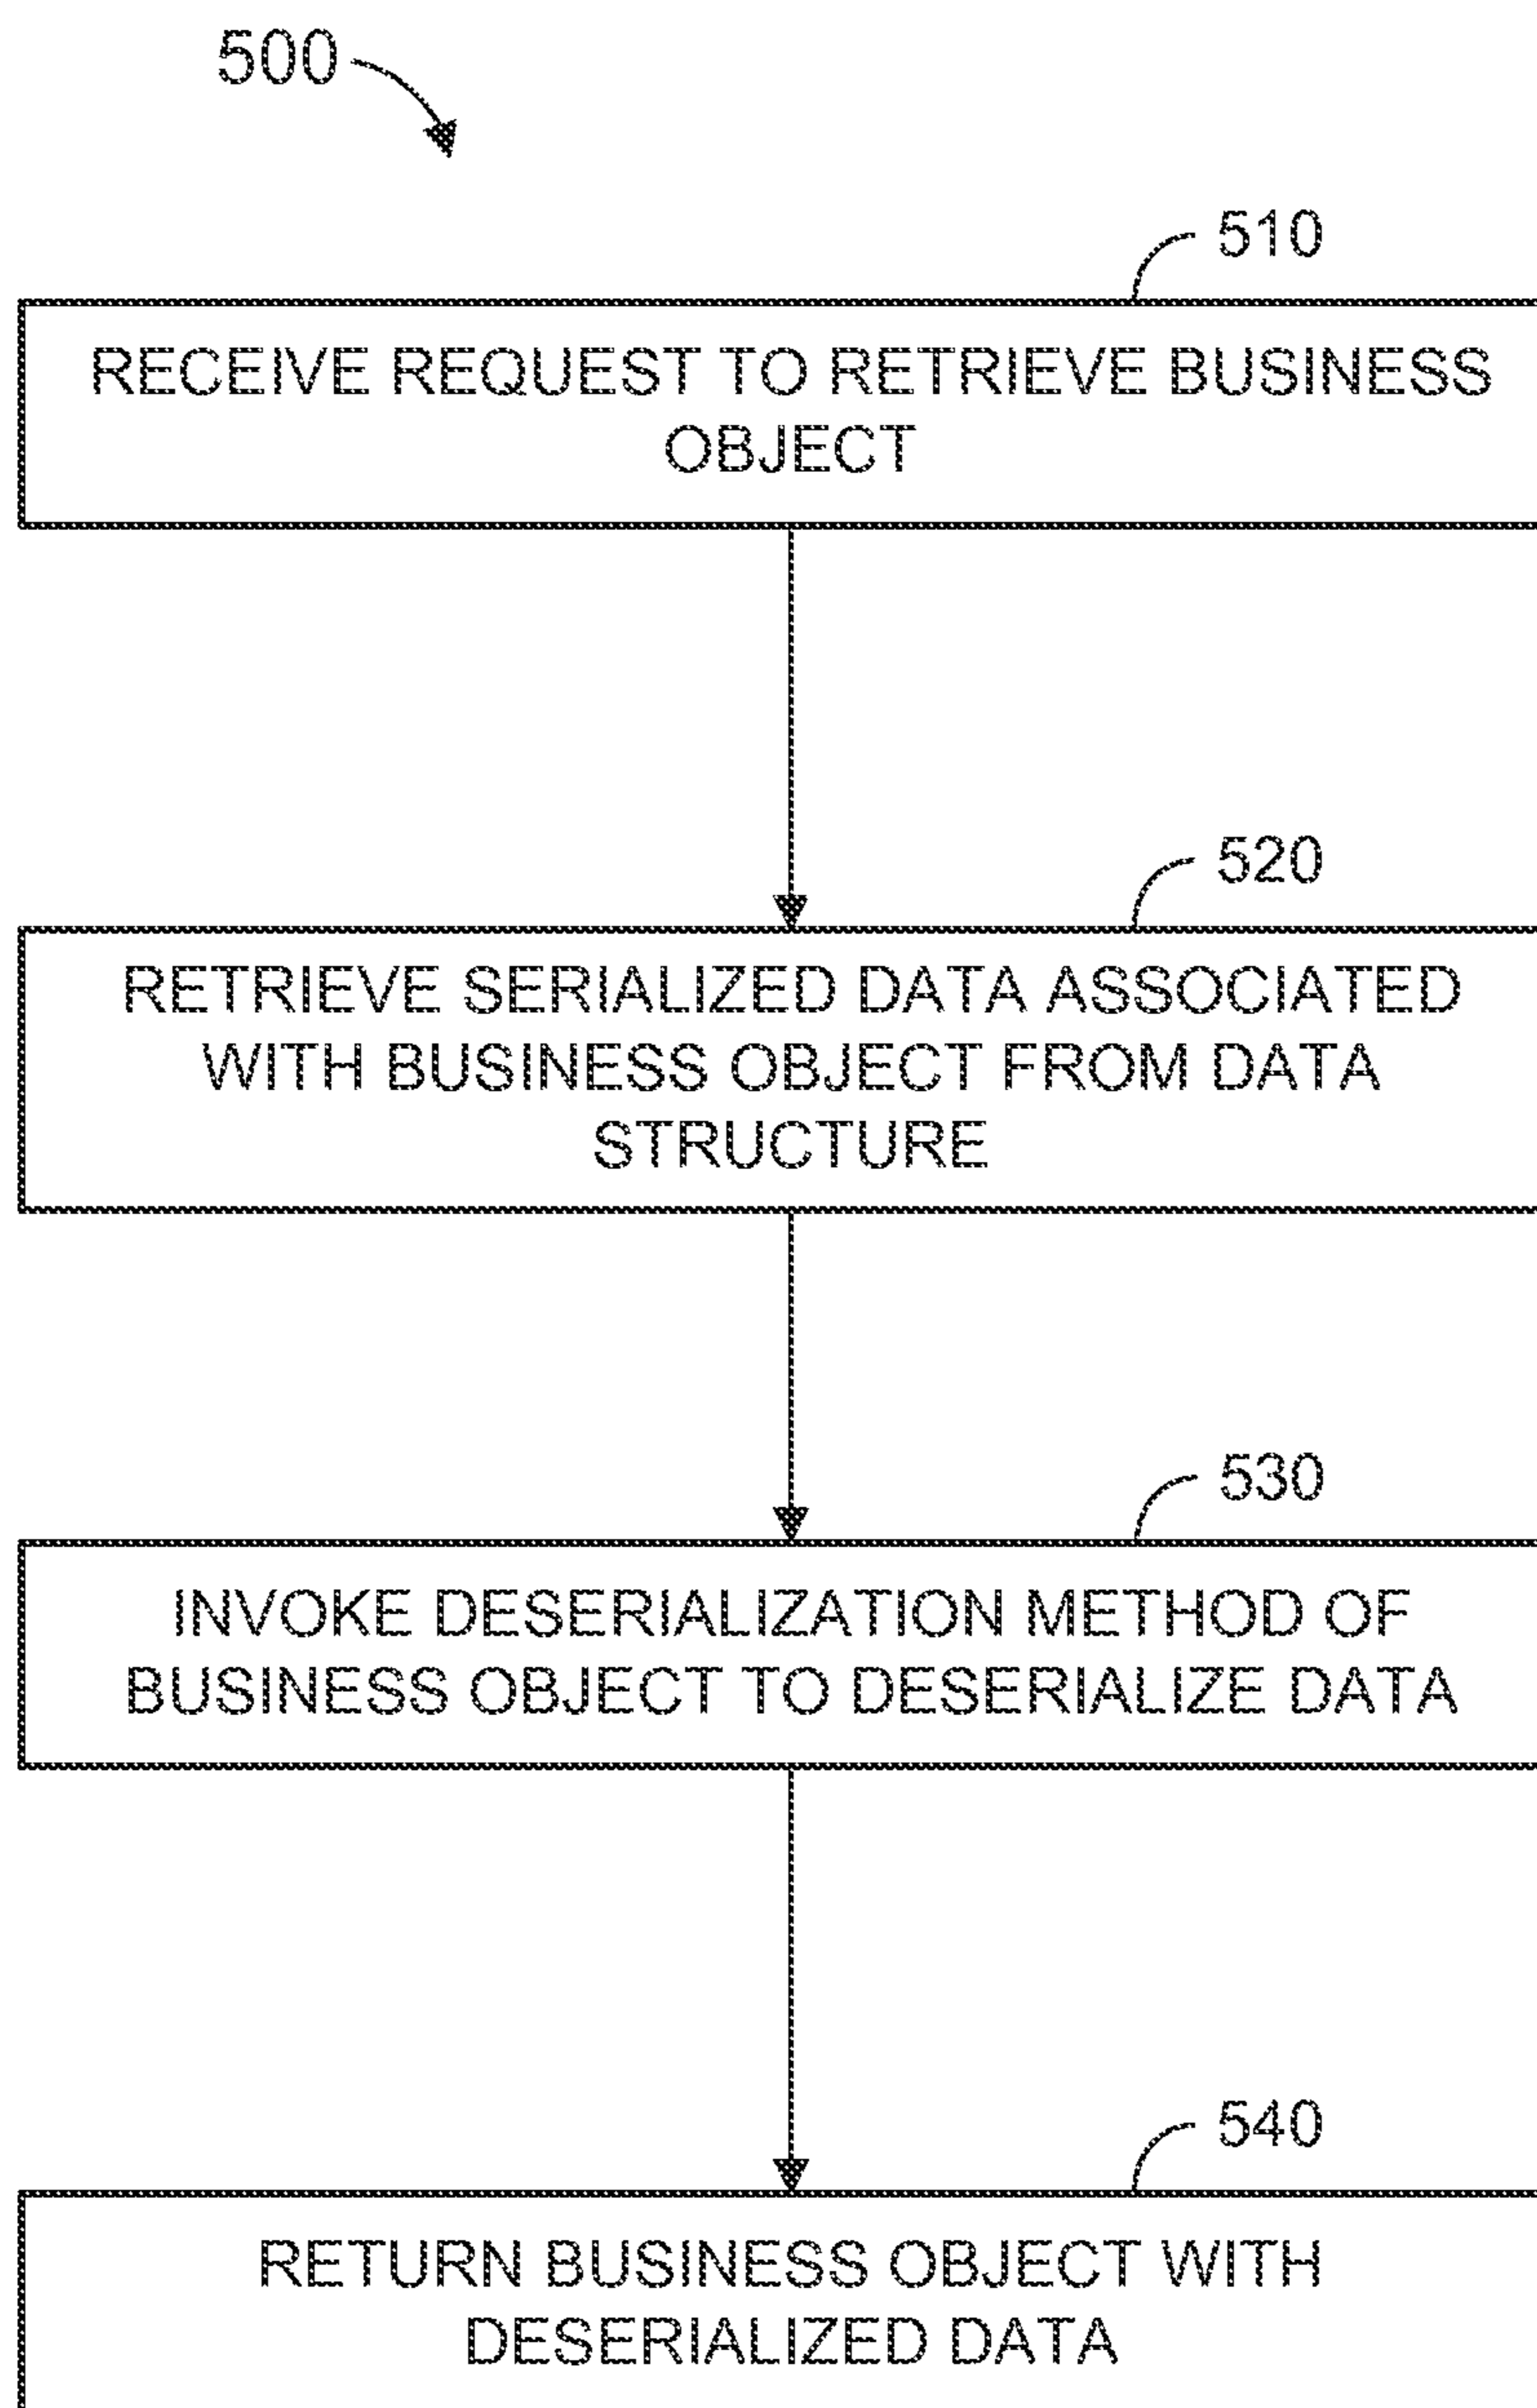 500
510
RECEIVE REQUEST TO RETRIEVE BUSINESS
OBJECT
520
RETRIEVE SERIALIZED DATA ASSOCIATED
WITH BUSINESS OBJECT FROM DATA
STRUCTURE
530
INVOKE DESERIALIZATION METHOD OF
BUSINESS OBJECT TO DESERIALIZE DATA
540
RETURN BUSINESS OBJECT WITH
DESERIALIZED DATA